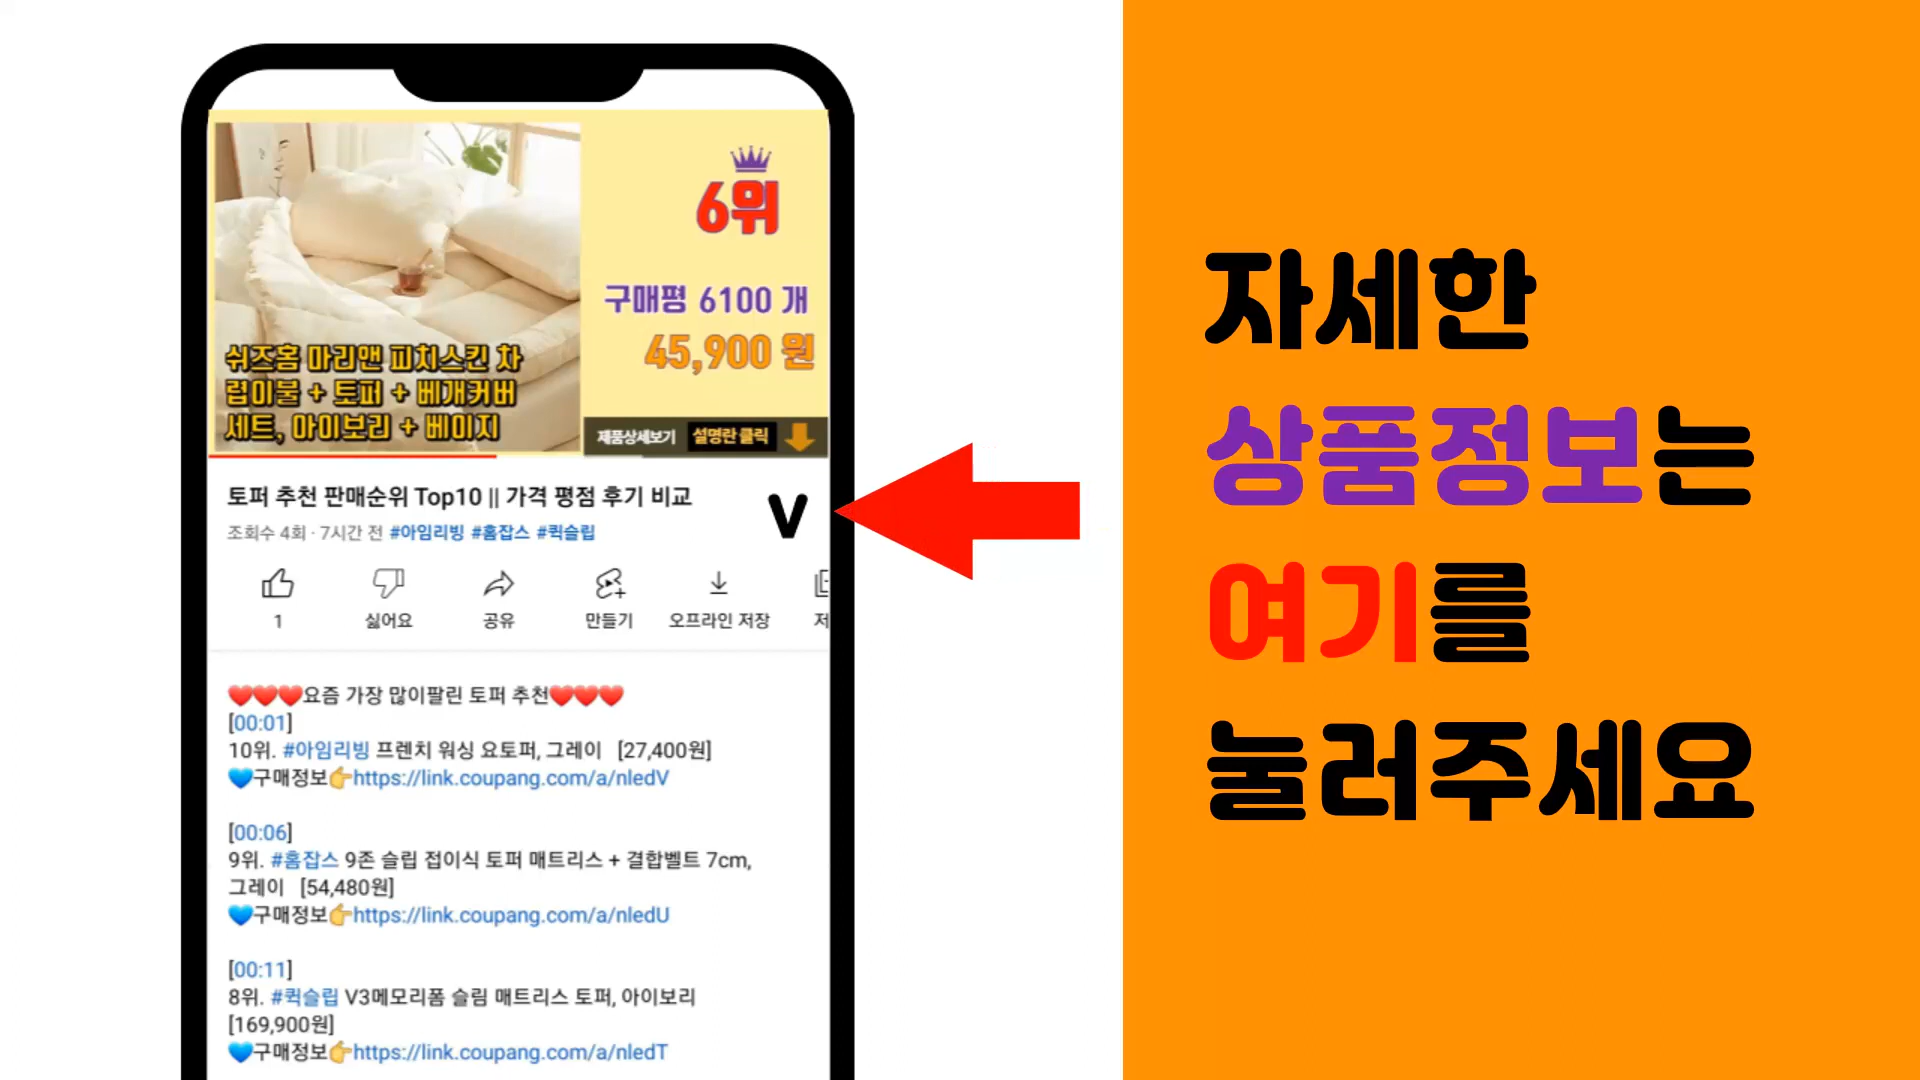 6위
구매평 6100 개
45,900 원
쉬즈홈 마리앤 피치스킨 차
렵이불 + 토퍼 + 베개커버
세트, 아이보리 + 베이지
제품상세보기 설명란 클릭
토퍼 추천 판매순위 Top10 || 가격 평점 후기 비교
V
조회수 4회 · 7시간 전 #아임리빙 #홈잡스 #퀵슬립
1 싫어요 공유 만들기 오프라인 저장 저
❤️❤️❤️요즘 가장 많이팔린 토퍼 추천❤️❤️❤️
[00:01]
10위. #아임리빙 프렌치 워싱 요토퍼, 그레이 [27,400원]
💙구매정보👉https://link.coupang.com/a/nledV
[00:06]
9위. #홈잡스 9존 슬립 접이식 토퍼 매트리스 + 결합벨트 7cm,
그레이 [54,480원]
💙구매정보👉https://link.coupang.com/a/nledU
[00:11]
8위. #퀵슬립 V3메모리폼 슬림 매트리스 토퍼, 아이보리
[169,900원]
💙구매정보👉https://link.coupang.com/a/nledT
자세한
상품정보는
여기를
눌러주세요